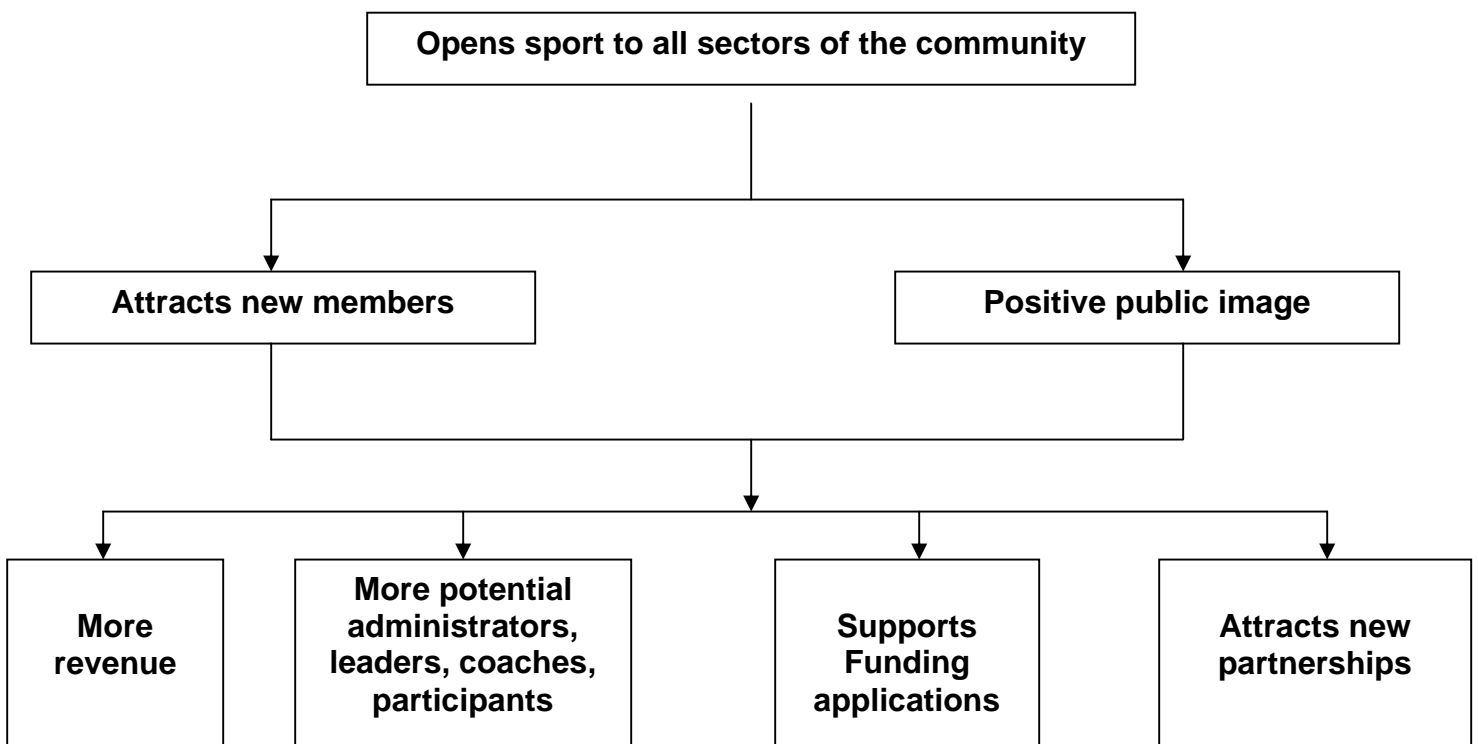 Opens sport to all sectors of the community
Attracts new members
Positive public image
More
revenue
More potential
administrators,
leaders, coaches,
participants
Supports
Funding
applications
Attracts new
partnerships